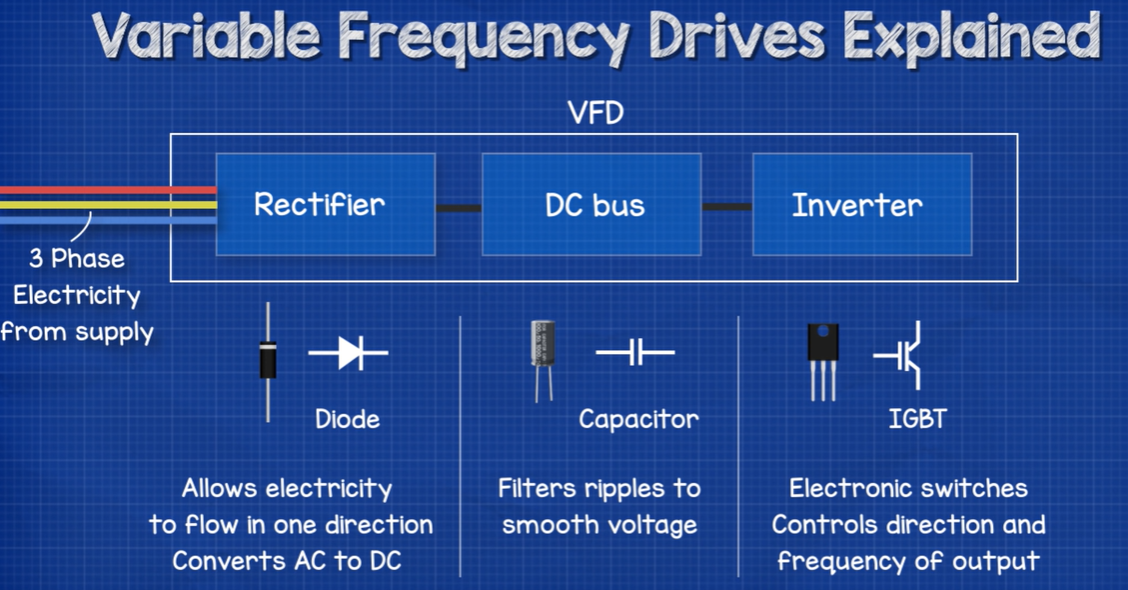 Variable Frequency Drives Explained
VFD
Rectifier
DC bus
Inverter
3 Phase
Electricity
from supply
Diode
Capacitor
IGBT
Allows electricity
to flow in one direction
Converts AC to DC
Filters ripples to
smooth voltage
Electronic switches
Controls direction and
frequency of output